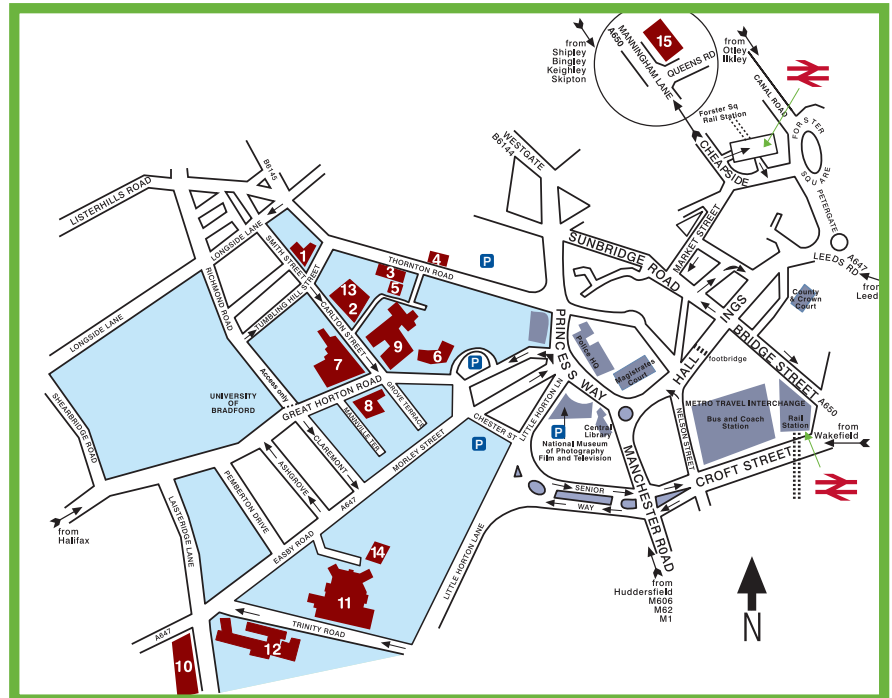 from
Shipley
Bingley
Keighley
Skipton
A650
MANNINGHAM LANE
15
QUEENS RD
from
Otley
Ilkley
CANAL ROAD
Forster Sq
Rail Station
FORSTER
SQUARE
CHEAPSIDE
PETERGATE
WESTGATE
B6144
B6145
LISTERHILLS ROAD
LONGSIDE LANE
SMITH STREET
1
THORNTON ROAD
4
P
SUNBRIDGE ROAD
MARKET STREET
A647
LEEDS RD
from
Leeds
County
& Crown
Court
RICHMOND ROAD
TUMBLING HILL STREET
3
5
13
2
CARLTON STREET
9
6
7
P
LONGSIDE LANE
PRINCESS WAY
Police HQ
Magistrates
Court
HALL INGS
footbridge
BRIDGE STREET
A650
SHEARBRIDGE ROAD
UNIVERSITY
OF
BRADFORD
Access only
GREAT HORTON ROAD
8
MANNVILLE TER
GROVE TERRACE
CHESTER ST
LITTLE HORTON LN
P
P
National Museum
of Photography
Film and Television
Central
Library
NELSON STREET
METRO TRAVEL INTERCHANGE
Bus and Coach
Station
Rail
Station
from
Wakefield
CROFT STREET
CLAREMONT
MORLEY STREET
ASHGROVE
A647
PEMBERTON DRIVE
LAISTERIDGE LANE
EASBY ROAD
from
Halifax
SENIOR
WAY
MANCHESTER ROAD
LITTLE HORTON LANE
14
11
from
Huddersfield
M606
M62
M1
N
TRINITY ROAD
12
A647
10